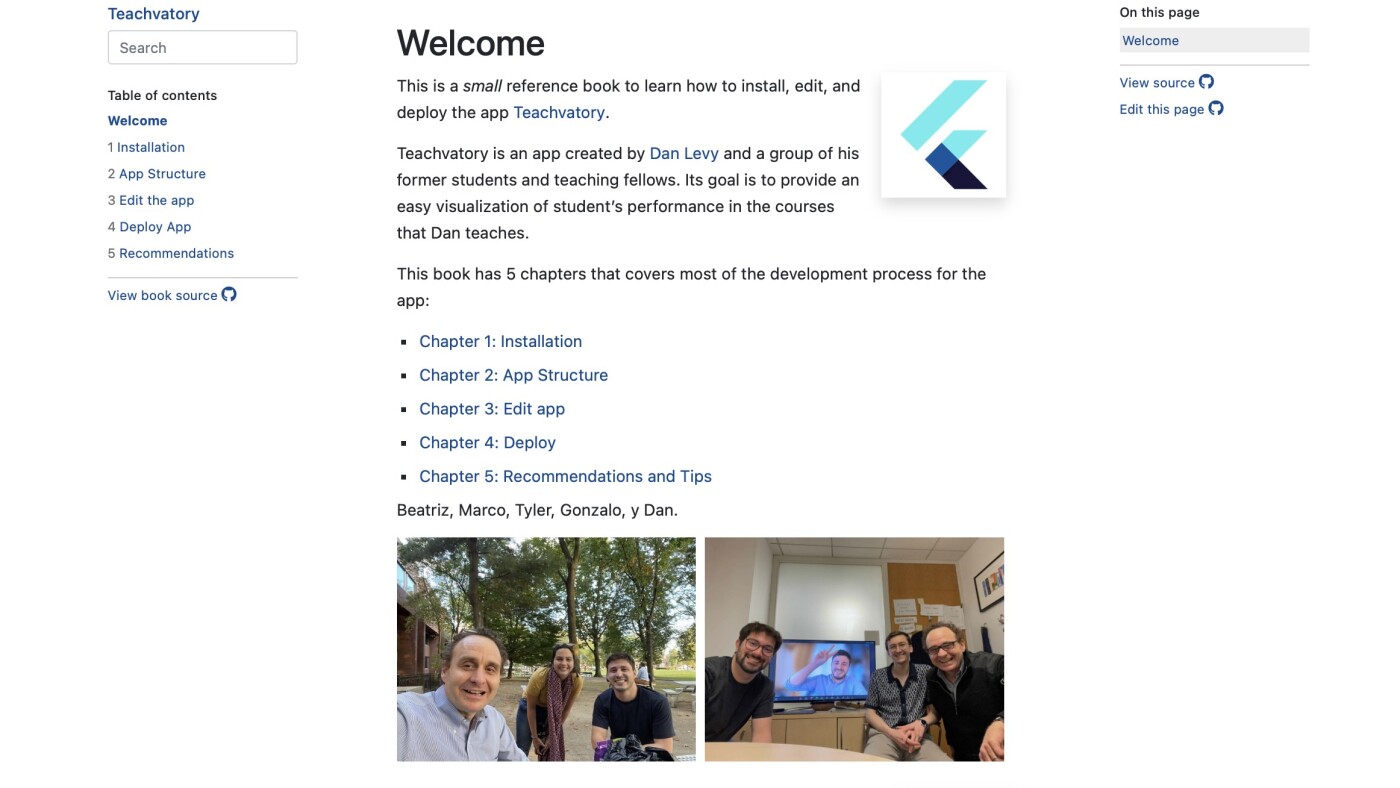 Teachvatory
Search
Table of contents
Welcome
1 Installation
2 App Structure
3 Edit the app
4 Deploy App
5 Recommendations
View book source
Welcome
This is a small reference book to learn how to install, edit, and
deploy the app Teachvatory.
Teachvatory is an app created by Dan Levy and a group of his
former students and teaching fellows. Its goal is to provide an
easy visualization of student’s performance in the courses
that Dan teaches.
This book has 5 chapters that covers most of the development process for the
app:
Chapter 1: Installation
Chapter 2: App Structure
Chapter 3: Edit app
Chapter 4: Deploy
Chapter 5: Recommendations and Tips
Beatriz, Marco, Tyler, Gonzalo, y Dan.
On this page
Welcome
View source
Edit this page